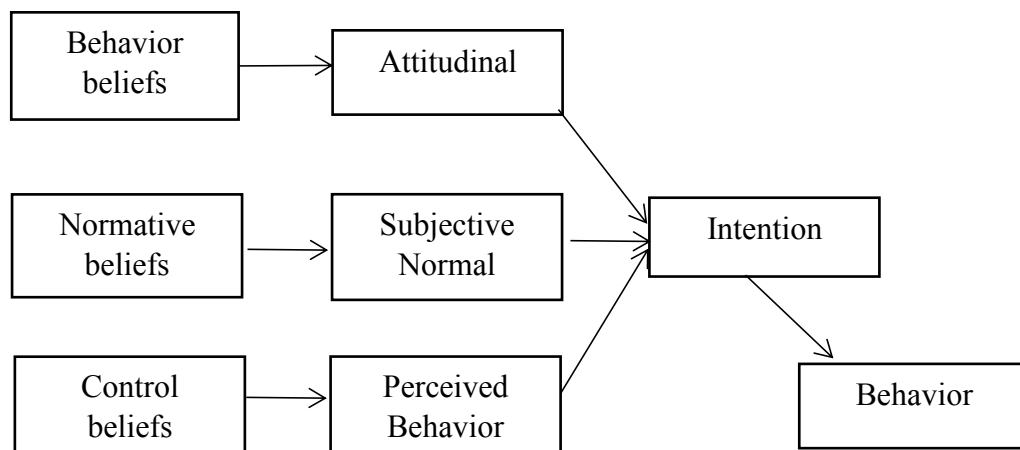 Behavior
beliefs
Attitudinal
Normative
beliefs
Subjective
Normal
Intention
Control
beliefs
Perceived
Behavior
Behavior